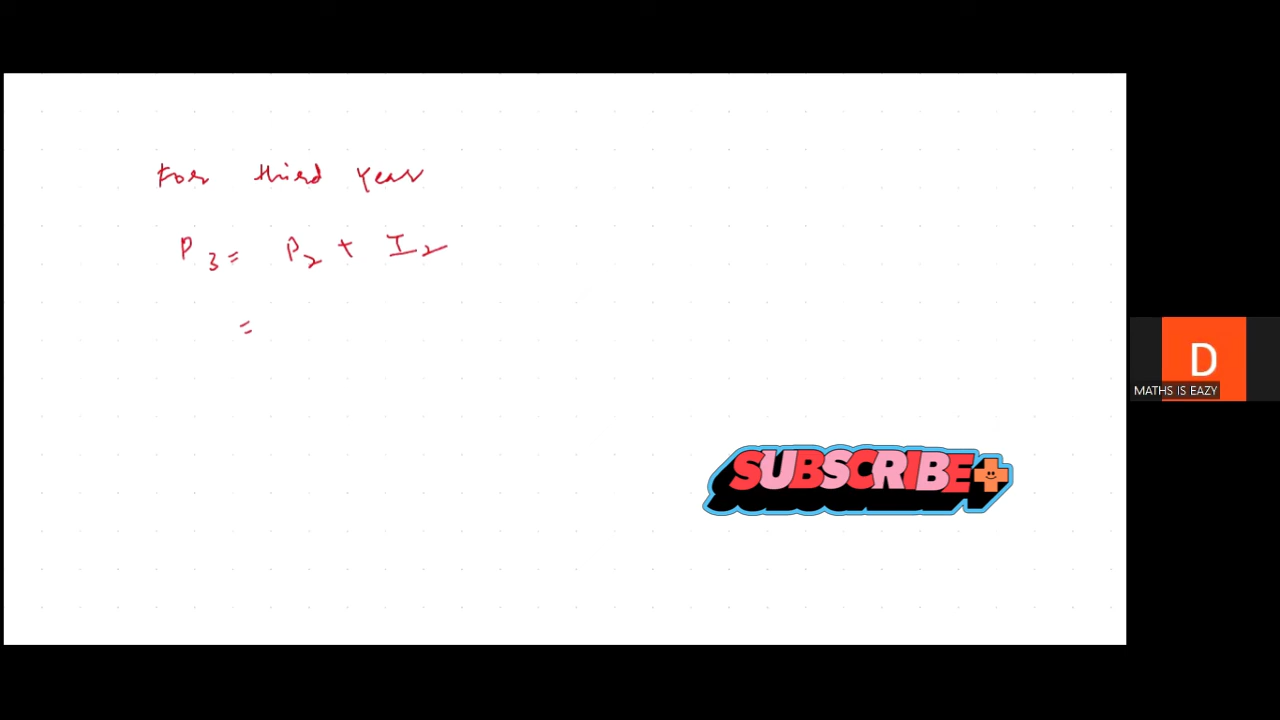 For third Year
P3 = P2 + I2
=
SUBSCRIBE
D
MATHS IS EAZY